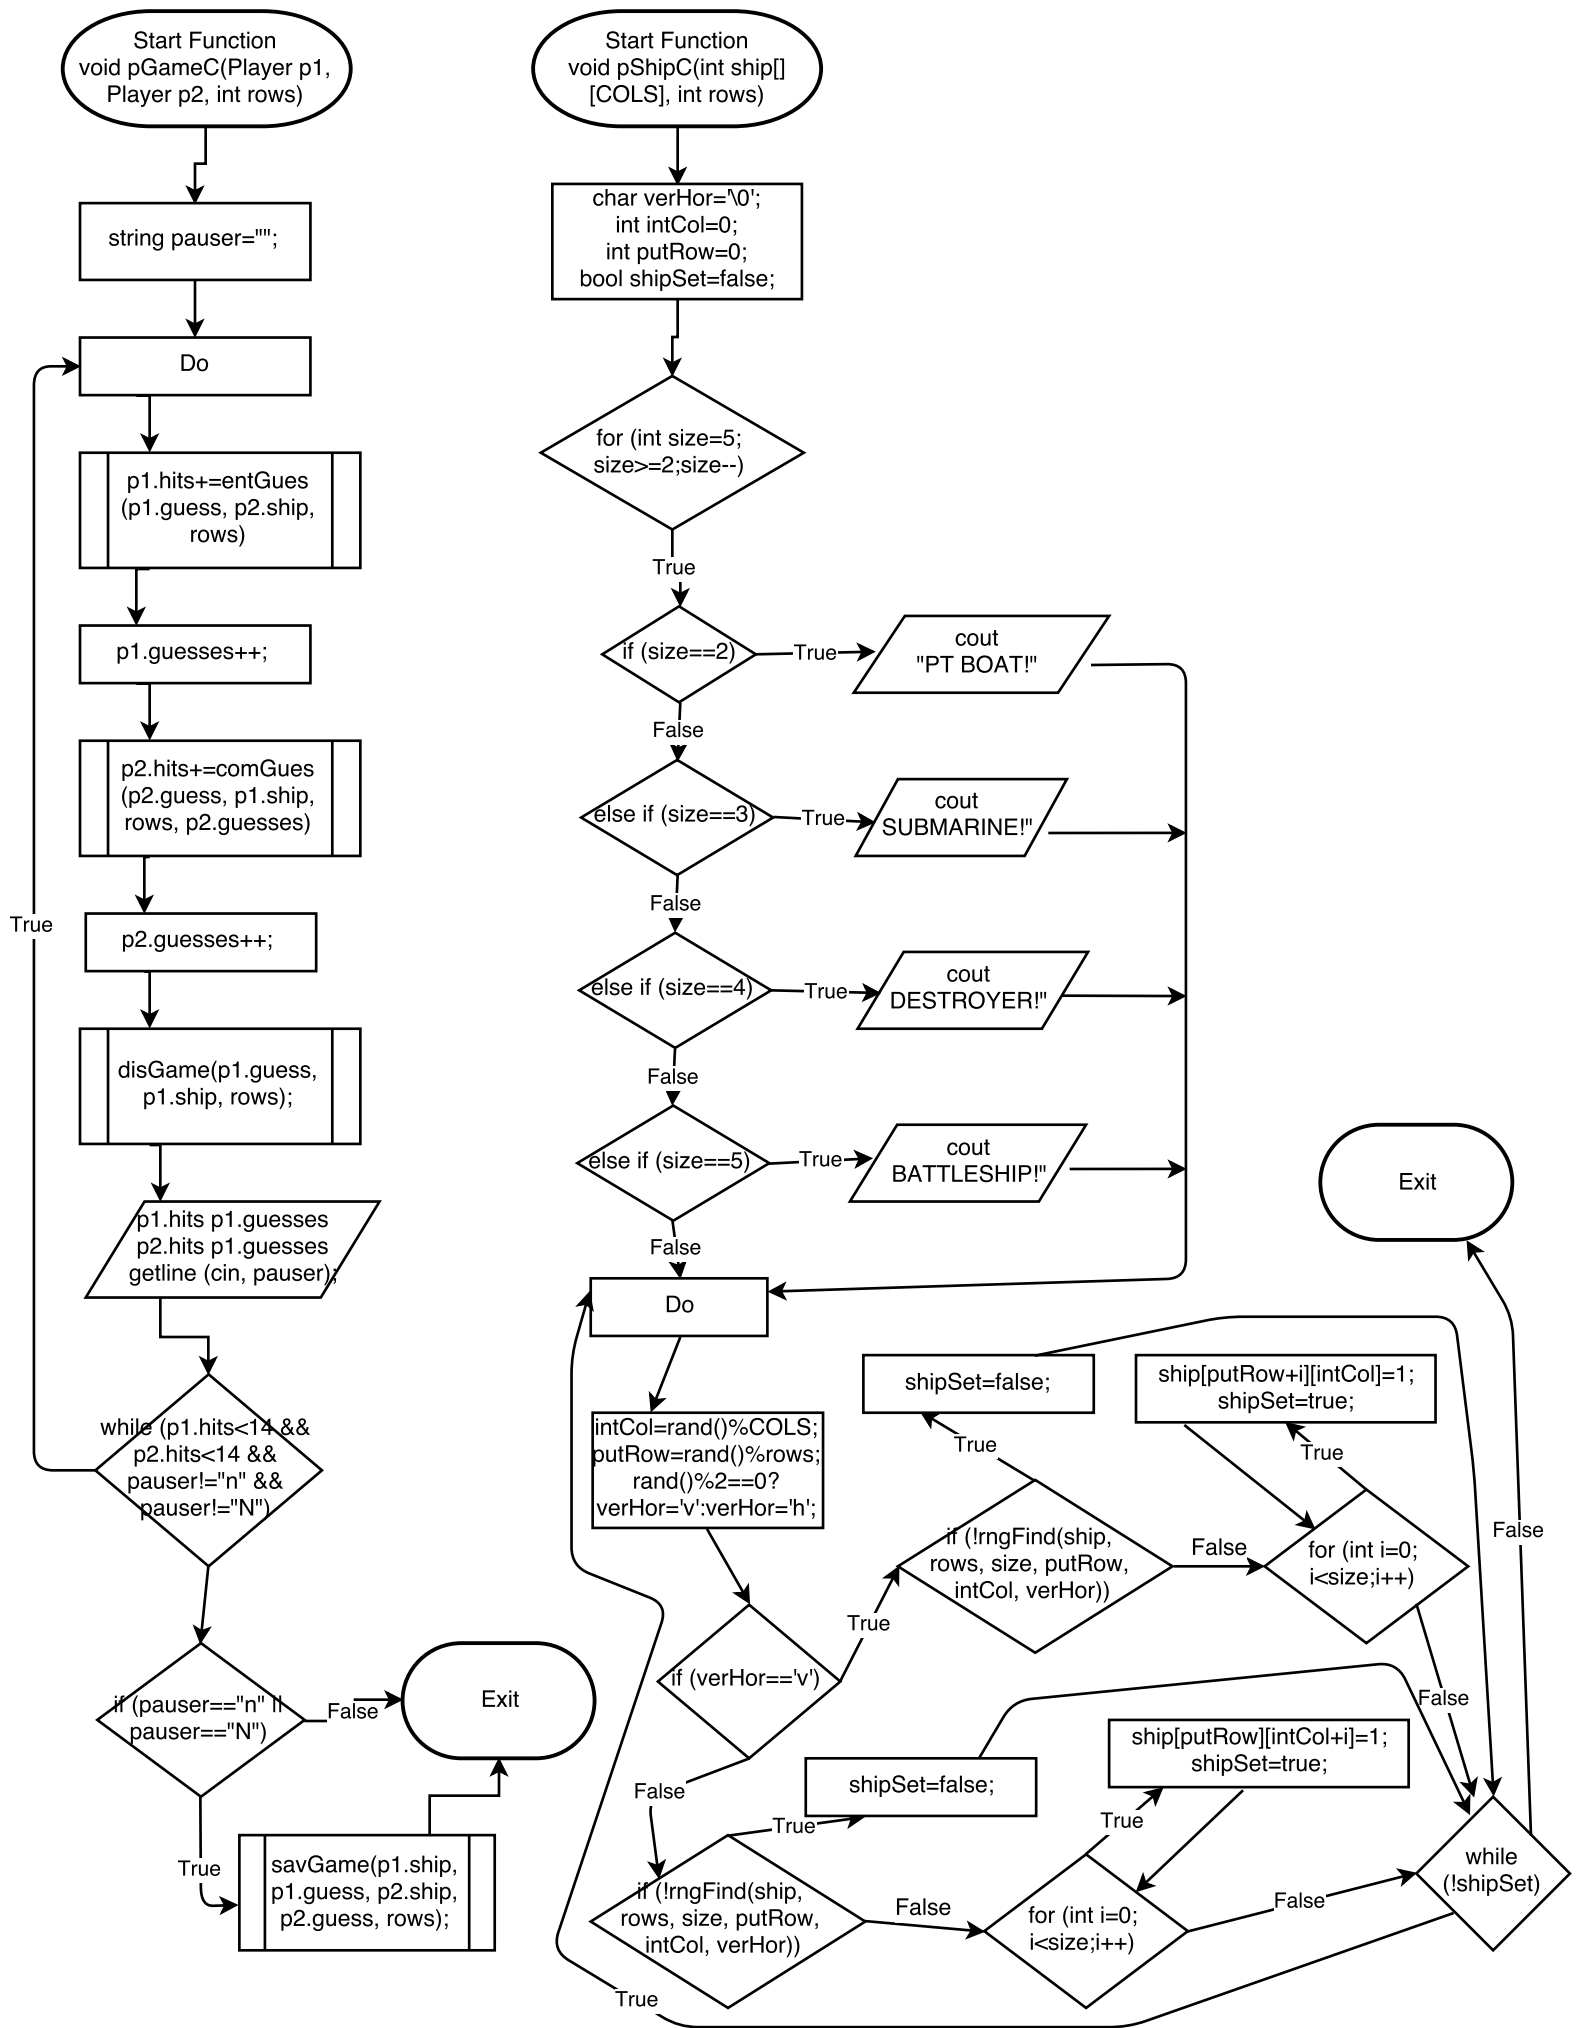 Start Function
void pGameC(Player p1,
Player p2, int rows)
string pauser="";
Do
p1.hits+=entGues
(p1.guess, p2.ship,
rows)
p1.guesses++;
p2.hits+=comGues
(p2.guess, p1.ship,
rows, p2.guesses)
True
p2.guesses++;
disGame(p1.guess,
p1.ship, rows);
p1.hits p1.guesses
p2.hits p1.guesses
getline (cin, pauser);
while (p1.hits<14 &&
p2.hits<14 &&
pauser!="n" &&
pauser!="N")
if (pauser=="n" ||
pauser=="N")
False
Exit
True
savGame(p1.ship,
p1.guess, p2.ship,
p2.guess, rows);
Start Function
void pShipC(int ship[]
[COLS], int rows)
char verHor='\0';
int intCol=0;
int putRow=0;
bool shipSet=false;
for (int size=5;
size>=2;size--)
True
if (size==2)
True
cout
"PT BOAT!"
False
else if (size==3)
True
cout
SUBMARINE!"
False
else if (size==4)
True
cout
DESTROYER!"
False
else if (size==5)
True
cout
BATTLESHIP!"
False
Do
intCol=rand()%COLS;
putRow=rand()%rows;
rand()%2==0?
verHor='v':verHor='h';
if (verHor=='v')
True
if (!rngFind(ship,
rows, size, putRow,
intCol, verHor))
True
shipSet=false;
False
for (int i=0;
i<size;i++)
True
ship[putRow+i][intCol]=1;
shipSet=true;
False
False
if (!rngFind(ship,
rows, size, putRow,
intCol, verHor))
True
shipSet=false;
False
for (int i=0;
i<size;i++)
True
ship[putRow][intCol+i]=1;
shipSet=true;
False
while
(!shipSet)
True
False
Exit